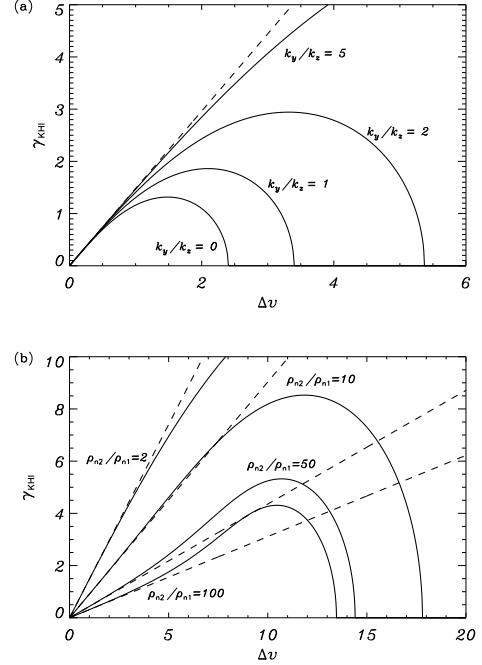 (a)
5
4
3
2
1
0
γKHI
ky/kz = 5
ky/kz = 2
ky/kz = 1
ky/kz = 0
0 2 4 6
Δv
(b)
10
8
6
4
2
0
γKHI
ρn2/ρn1=10
ρn2/ρn1=2
ρn2/ρn1=50
ρn2/ρn1=100
0 5 10 15 20
Δv